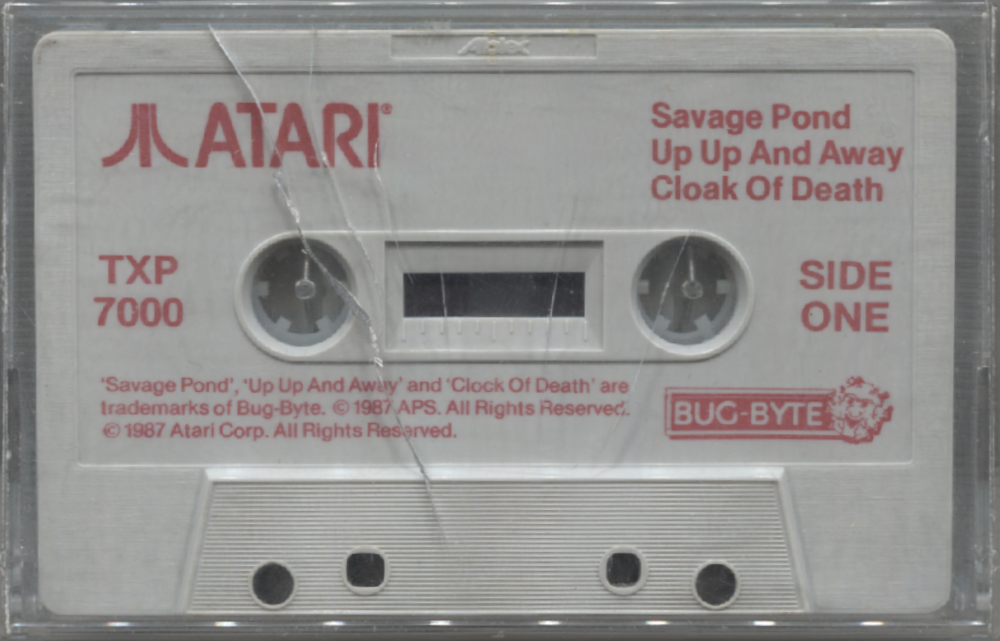 ATARI®
Savage Pond
Up Up And Away
Cloak Of Death
TXP
7000
SIDE
ONE
'Savage Pond', 'Up Up And Away' and 'Clock Of Death' are
trademarks of Bug-Byte. © 1987 APS. All Rights Reserved.
© 1987 Atari Corp. All Rights Reserved.
BUG-BYTE